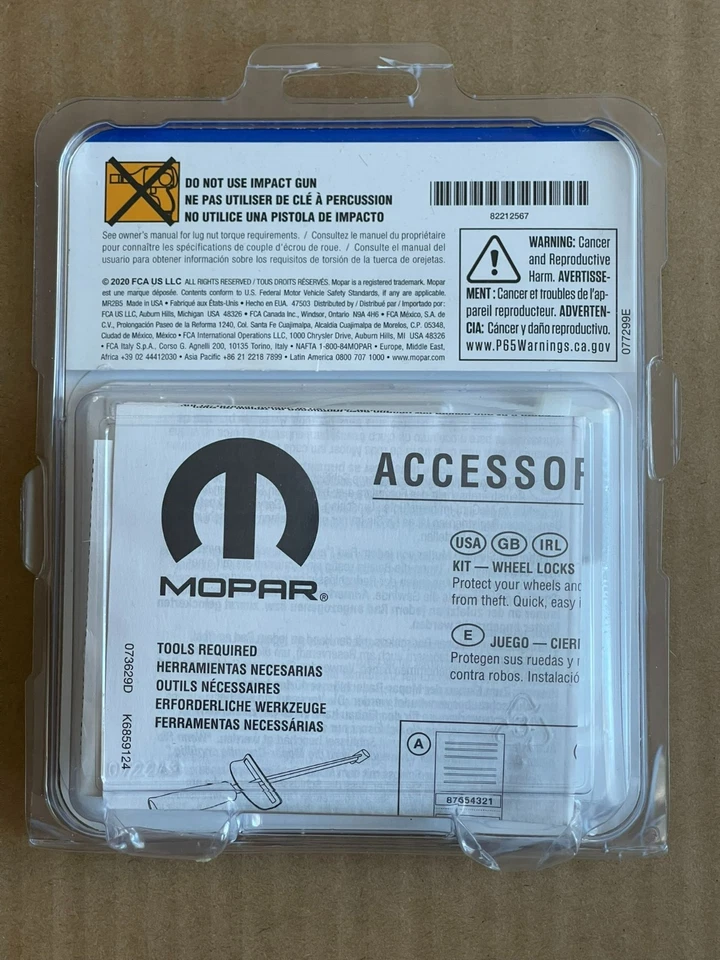 DO NOT USE IMPACT GUN
NE PAS UTILISER DE CLÉ À PERCUSSION
NO UTILICE UNA PISTOLA DE IMPACTO
See owner's manual for lug nut torque requirements. / Consultez le manuel du propriétaire
pour connaître les spécifications de couple d'écrou de roue. / Consulte el manual del
usuario para obtener información sobre los requisitos de torsión de la tuerca de orejetas.
© 2020 FCA US LLC ALL RIGHTS RESERVED / TOUS DROITS RÉSERVÉS. Mopar is a registered trademark. Mopar
est une marque déposée. Contents conform to U.S. Federal Motor Vehicle Safety Standards, if any are applicable.
MR2BS Made in USA • Fabriqué aux États-Unis • Hecho en EUA. 47503 Distributed by / Distribué par / Importado por:
FCA US LLC, Auburn Hills, Michigan USA 48326 • FCA Canada Inc., Windsor, Ontario N9A 4H6 • FCA México, S.A. de
C.V., Prolongación Paseo de la Reforma 1240, Col. Santa Fe Cuajimalpa, Alcaldia Cuajimalpa de Morelos, C.P. 05348,
Ciudad de México, México • FCA International Operations LLC, 1000 Chrysler Drive, Auburn Hills, MI USA 48326
• FCA Italy S.p.A., Corso G. Agnelli 200, 10135 Torino, Italy • NAFTA 1-800-84MOPAR • Europe, Middle East,
Africa +39 02 44412030 • Asia Pacific +86 21 2218 7899 • Latin America 0800 707 1000 • www.mopar.com
82212567
WARNING: Cancer
and Reproductive
Harm. AVERTISSE-
MENT : Cancer et troubles de l'ap-
pareil reproducteur. ADVERTEN-
CIA: Cáncer y daño reproductivo.
www.P65Warnings.ca.gov
077299E
MOPAR®
ACCESSOR
USA GB IRL
KIT — WHEEL LOCKS
Protect your wheels and
from theft. Quick, easy i
E JUEGO — CIER
Protegen sus ruedas y
contra robos. Instalació
TOOLS REQUIRED
HERRAMIENTAS NECESARIAS
OUTILS NÉCESSAIRES
ERFORDERLICHE WERKZEUGE
FERRAMENTAS NECESSÁRIAS
073629D K6859124
A
87654321